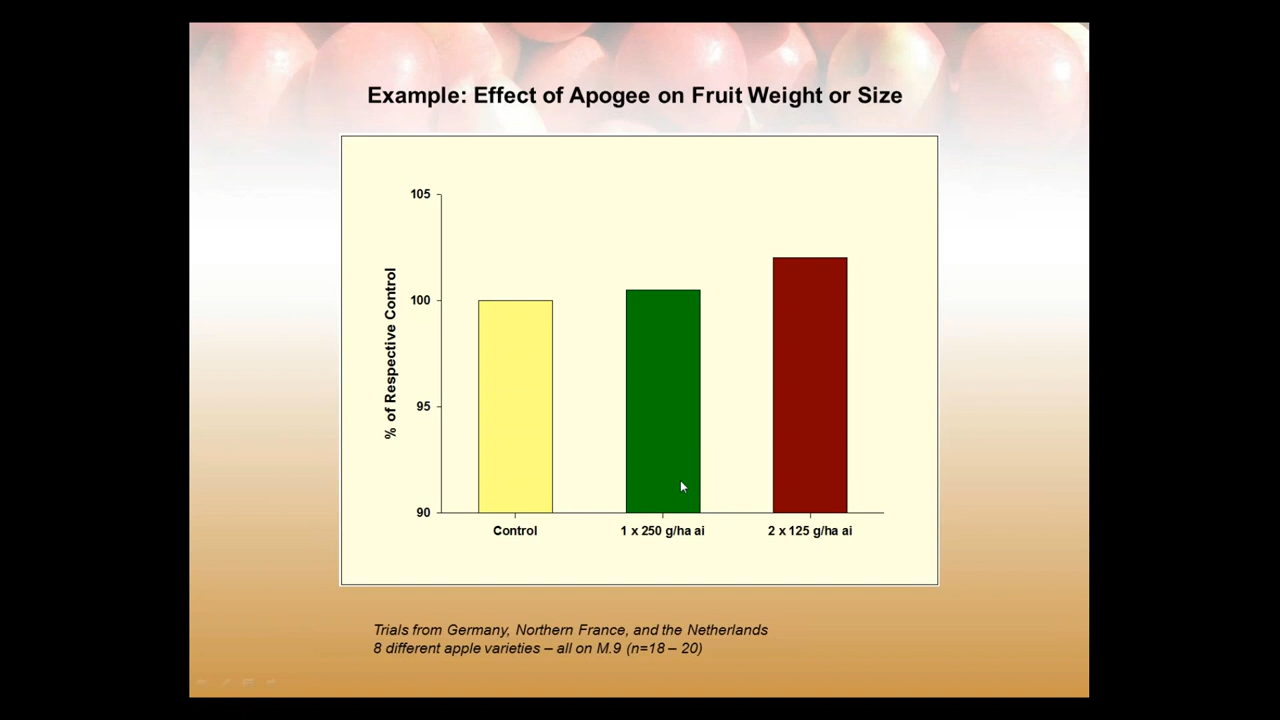 Example: Effect of Apogee on Fruit Weight or Size
105
100
95
90
% of Respective Control
Control
1 x 250 g/ha ai
2 x 125 g/ha ai
Trials from Germany, Northern France, and the Netherlands
8 different apple varieties – all on M.9 (n=18 – 20)